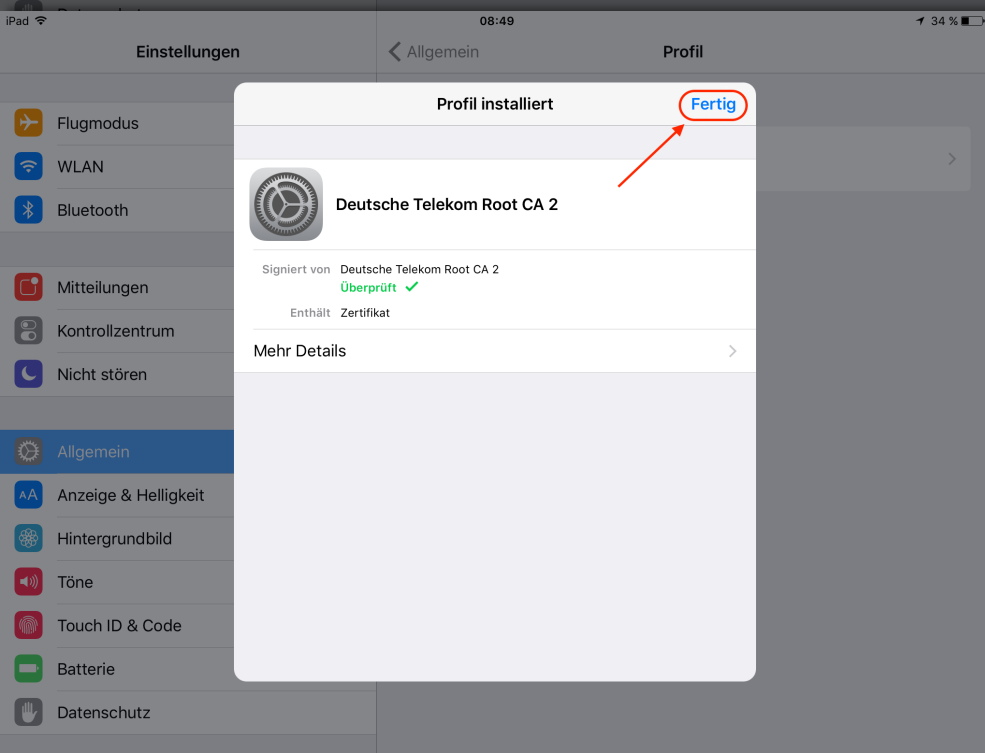 iPad
08:49
34 %
Einstellungen
Allgemein
Profil
Flugmodus
WLAN
Bluetooth
Mitteilungen
Kontrollzentrum
Nicht stören
Allgemein
AA
Anzeige & Helligkeit
Hintergrundbild
Töne
Touch ID & Code
Batterie
Datenschutz
Profil installiert
Fertig
Deutsche Telekom Root CA 2
Signiert von Deutsche Telekom Root CA 2
Überprüft
Enthält Zertifikat
Mehr Details